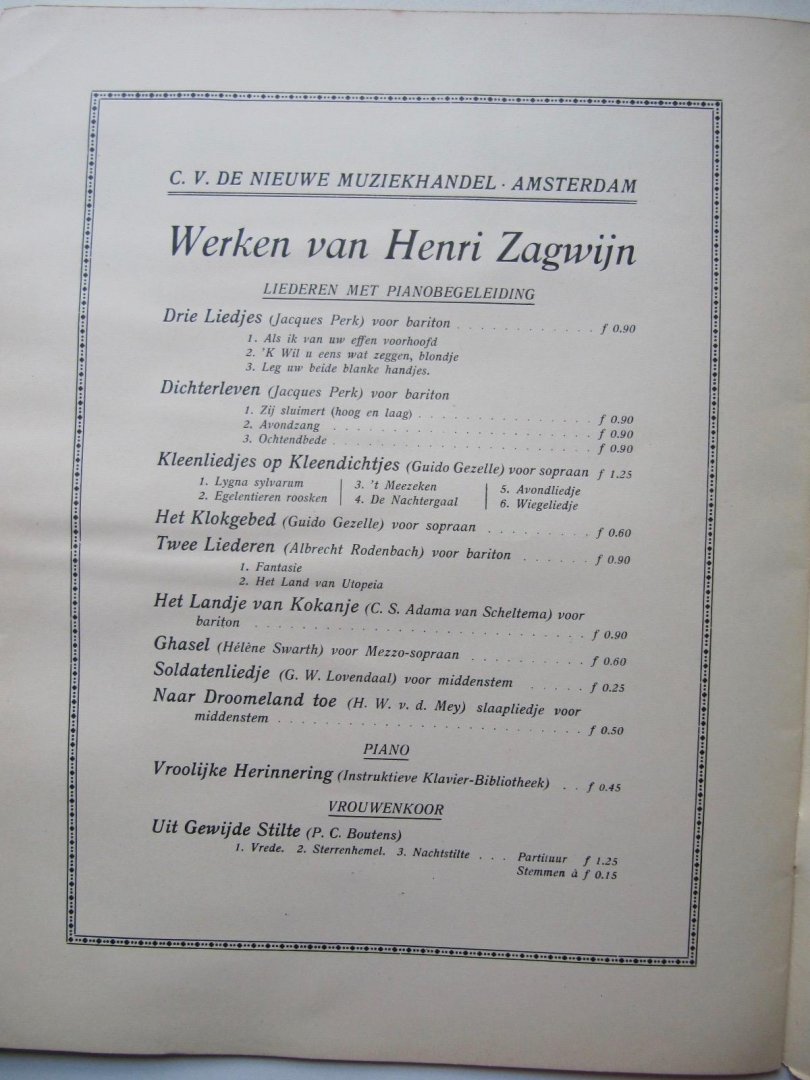 C. V. DE NIEUWE MUZIEKHANDEL · AMSTERDAM
Werken van Henri Zagwijn
LIEDEREN MET PIANOBEGELEIDING
Drie Liedjes (Jacques Perk) voor bariton . . . . . . . . . . . . . ƒ 0.90
1. Als ik van uw effen voorhoofd
2. 'K Wil u eens wat zeggen, blondje
3. Leg uw beide blanke handjes.
Dichterleven (Jacques Perk) voor bariton
1. Zij sluimert (hoog en laag) . . . . . . . . . . . . . . . . ƒ 0.90
2. Avondzang . . . . . . . . . . . . . . . . . . . . . . . ƒ 0.90
3. Ochtendbede . . . . . . . . . . . . . . . . . . . . . . ƒ 0.90
Kleenliedjes op Kleendichtjes (Guido Gezelle) voor sopraan ƒ 1.25
1. Lygna sylvarum | 3. 't Meezeken | 5. Avondliedje
2. Egelentieren roosken | 4. De Nachtergaal | 6. Wiegeliedje
Het Klokgebed (Guido Gezelle) voor sopraan . . . . . . . . . . ƒ 0.60
Twee Liederen (Albrecht Rodenbach) voor bariton . . . . . . ƒ 0.90
1. Fantasie
2. Het Land van Utopeia
Het Landje van Kokanje (C. S. Adama van Scheltema) voor
bariton . . . . . . . . . . . . . . . . . . . . . . . . . . . . . . ƒ 0.90
Ghasel (Hélène Swarth) voor Mezzo-sopraan . . . . . . . . . . ƒ 0.60
Soldatenliedje (G. W. Lovendaal) voor middenstem . . . . . . ƒ 0.25
Naar Droomeland toe (H. W. v. d. Mey) slaapliedje voor
middenstem . . . . . . . . . . . . . . . . . . . . . . . . . . . ƒ 0.50
PIANO
Vroolijke Herinnering (Instruktieve Klavier-Bibliotheek) . . ƒ 0.45
VROUWENKOOR
Uit Gewijde Stilte (P. C. Boutens)
1. Vrede. 2. Sterrenhemel. 3. Nachtstilte . . . Partituur ƒ 1.25
Stemmen à ƒ 0.15